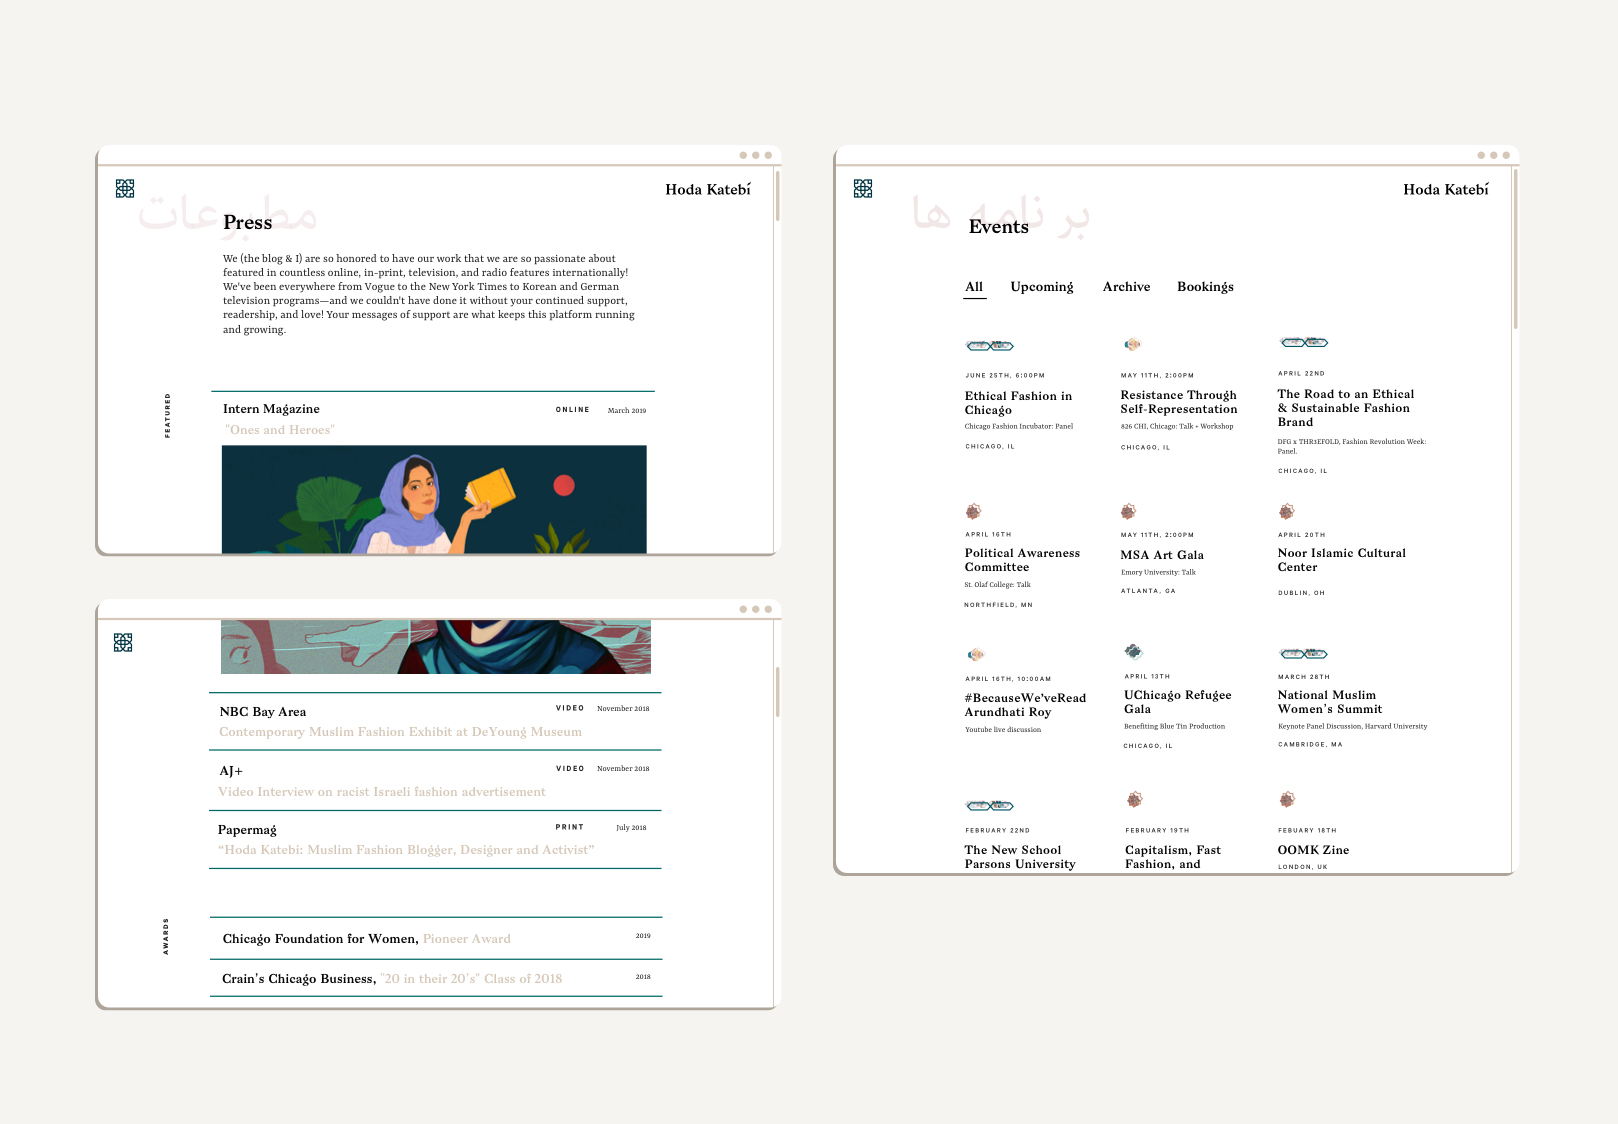 مطبوعات
Hoda Katebi
Press
We (the blog & I) are so honored to have our work that we are so passionate about
featured in countless online, in-print, television, and radio features internationally!
We've been everywhere from Vogue to the New York Times to Korean and German
television programs—and we couldn't have done it without your continued support,
readership, and love! Your messages of support are what keeps this platform running
and growing.
FEATURED
Intern Magazine
ONLINE March 2019
"Ones and Heroes"
NBC Bay Area
VIDEO November 2018
Contemporary Muslim Fashion Exhibit at DeYoung Museum
AJ+
VIDEO November 2018
Video Interview on racist Israeli fashion advertisement
Papermag
PRINT July 2018
“Hoda Katebi: Muslim Fashion Blogger, Designer and Activist”
AWARDS
Chicago Foundation for Women, Pioneer Award
2019
Crain's Chicago Business, "20 in their 20's" Class of 2018
2018
بر نامه ها
Hoda Katebi
Events
All Upcoming Archive Bookings
JUNE 25TH, 6:00PM
Ethical Fashion in
Chicago
Chicago Fashion Incubator: Panel
CHICAGO, IL
MAY 11TH, 2:00PM
Resistance Through
Self-Representation
826 CHI, Chicago: Talk + Workshop
CHICAGO, IL
APRIL 22ND
The Road to an Ethical
& Sustainable Fashion
Brand
DFG x THR3EFOLD, Fashion Revolution Week:
Panel.
CHICAGO, IL
APRIL 16TH
Political Awareness
Committee
St. Olaf College: Talk
NORTHFIELD, MN
MAY 11TH, 2:00PM
MSA Art Gala
Emory University: Talk
ATLANTA, GA
APRIL 20TH
Noor Islamic Cultural
Center
DUBLIN, OH
APRIL 16TH, 10:00AM
#BecauseWe'veRead
Arundhati Roy
Youtube live discussion
APRIL 13TH
UChicago Refugee
Gala
Benefiting Blue Tin Production
CHICAGO, IL
MARCH 28TH
National Muslim
Women's Summit
Keynote Panel Discussion, Harvard University
CAMBRIDGE, MA
FEBRUARY 22ND
The New School
Parsons University
FEBRUARY 19TH
Capitalism, Fast
Fashion, and
FEBUARY 18TH
OOMK Zine
LONDON, UK